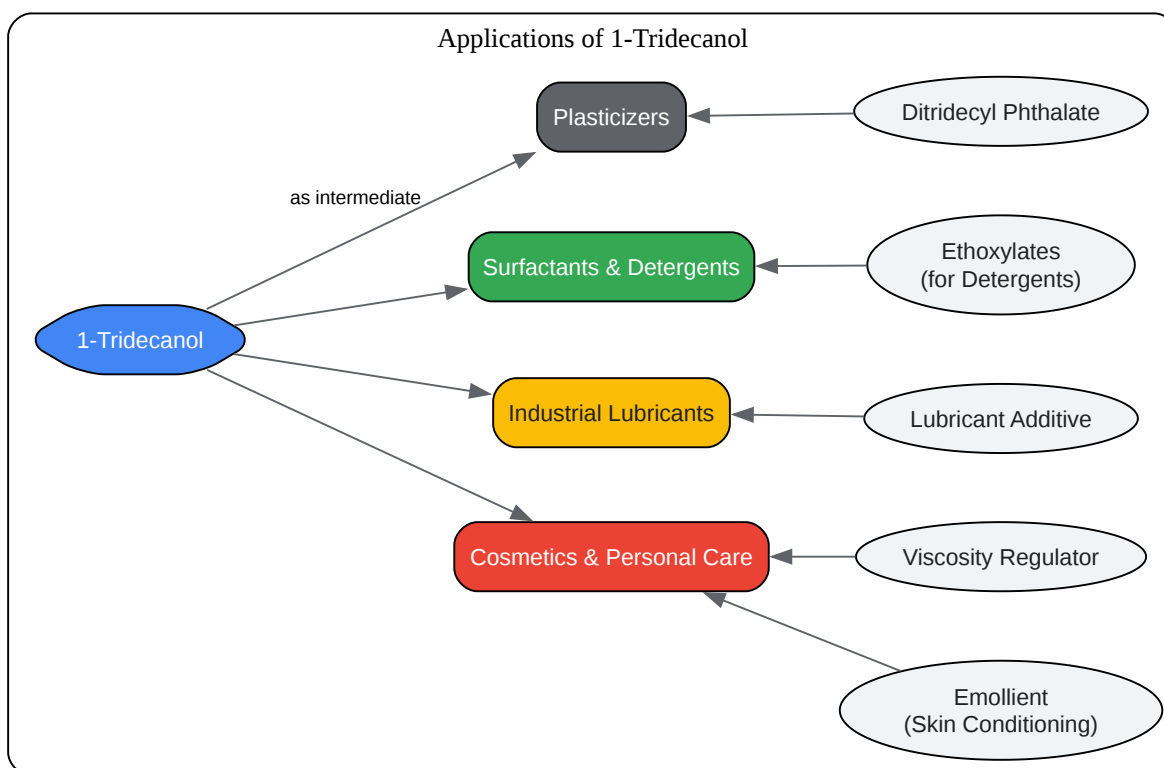 Applications of 1-Tridecanol
Plasticizers
Ditridecyl Phthalate
as intermediate
Surfactants & Detergents
Ethoxylates
(for Detergents)
1-Tridecanol
Industrial Lubricants
Lubricant Additive
Cosmetics & Personal Care
Viscosity Regulator
Emollient
(Skin Conditioning)